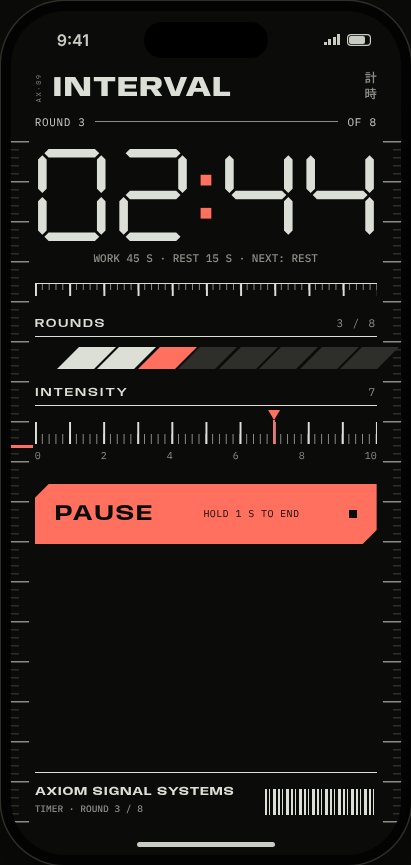 9:41
AX·09
INTERVAL
計時
ROUND 3
OF 8
02:44
WORK 45 S · REST 15 S · NEXT: REST
ROUNDS
3 / 8
INTENSITY
7
0 2 4 6 8 10
PAUSE
HOLD 1 S TO END
AXIOM SIGNAL SYSTEMS
TIMER · ROUND 3 / 8